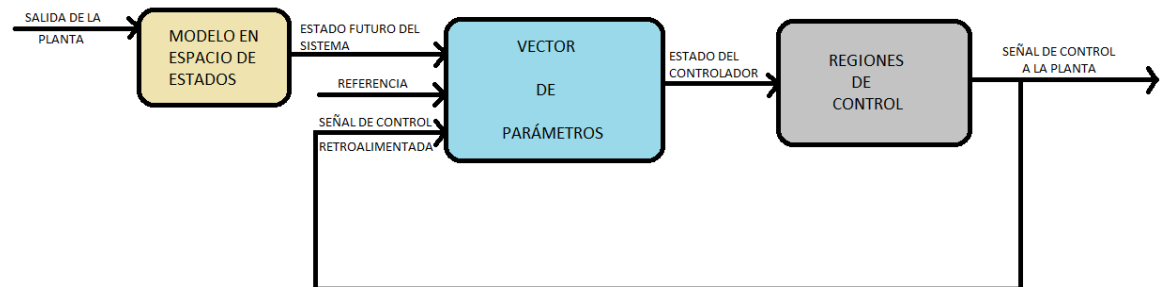 SALIDA DE LA
PLANTA
MODELO EN
ESPACIO DE
ESTADOS
ESTADO FUTURO DEL
SISTEMA
REFERENCIA
SEÑAL DE CONTROL
RETROALIMENTADA
VECTOR
DE
PARÁMETROS
ESTADO DEL
CONTROLADOR
REGIONES
DE
CONTROL
SEÑAL DE CONTROL
A LA PLANTA